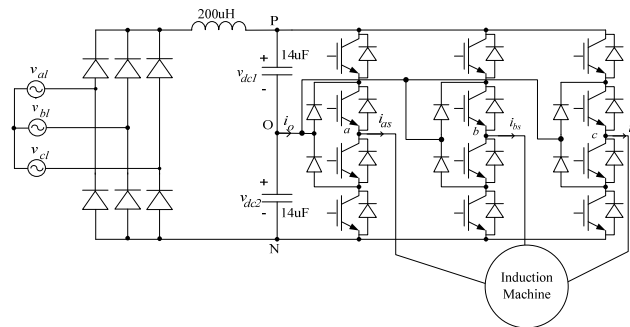 200uH
P
v_al
v_bl
v_cl
+
v_dc1
-
14uF
O
i_o
a
i_as
b
i_bs
c
i
+
v_dc2
-
14uF
N
Induction
Machine